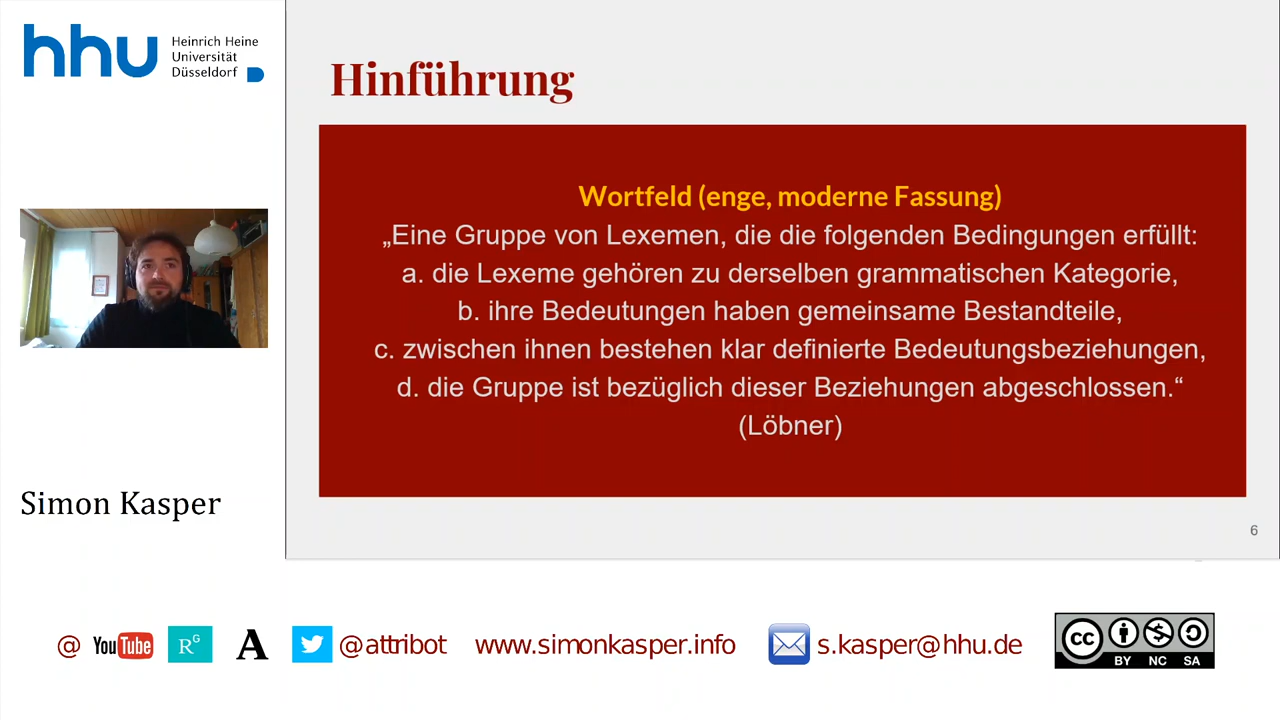 hhu
Heinrich Heine
Universität
Düsseldorf
Hinführung
Wortfeld (enge, moderne Fassung)
„Eine Gruppe von Lexemen, die die folgenden Bedingungen erfüllt:
a. die Lexeme gehören zu derselben grammatischen Kategorie,
b. ihre Bedeutungen haben gemeinsame Bestandteile,
c. zwischen ihnen bestehen klar definierte Bedeutungsbeziehungen,
d. die Gruppe ist bezüglich dieser Beziehungen abgeschlossen.“
(Löbner)
Simon Kasper
6
@ YouTube RG A @attribot www.simonkasper.info s.kasper@hhu.de cc
BY NC SA